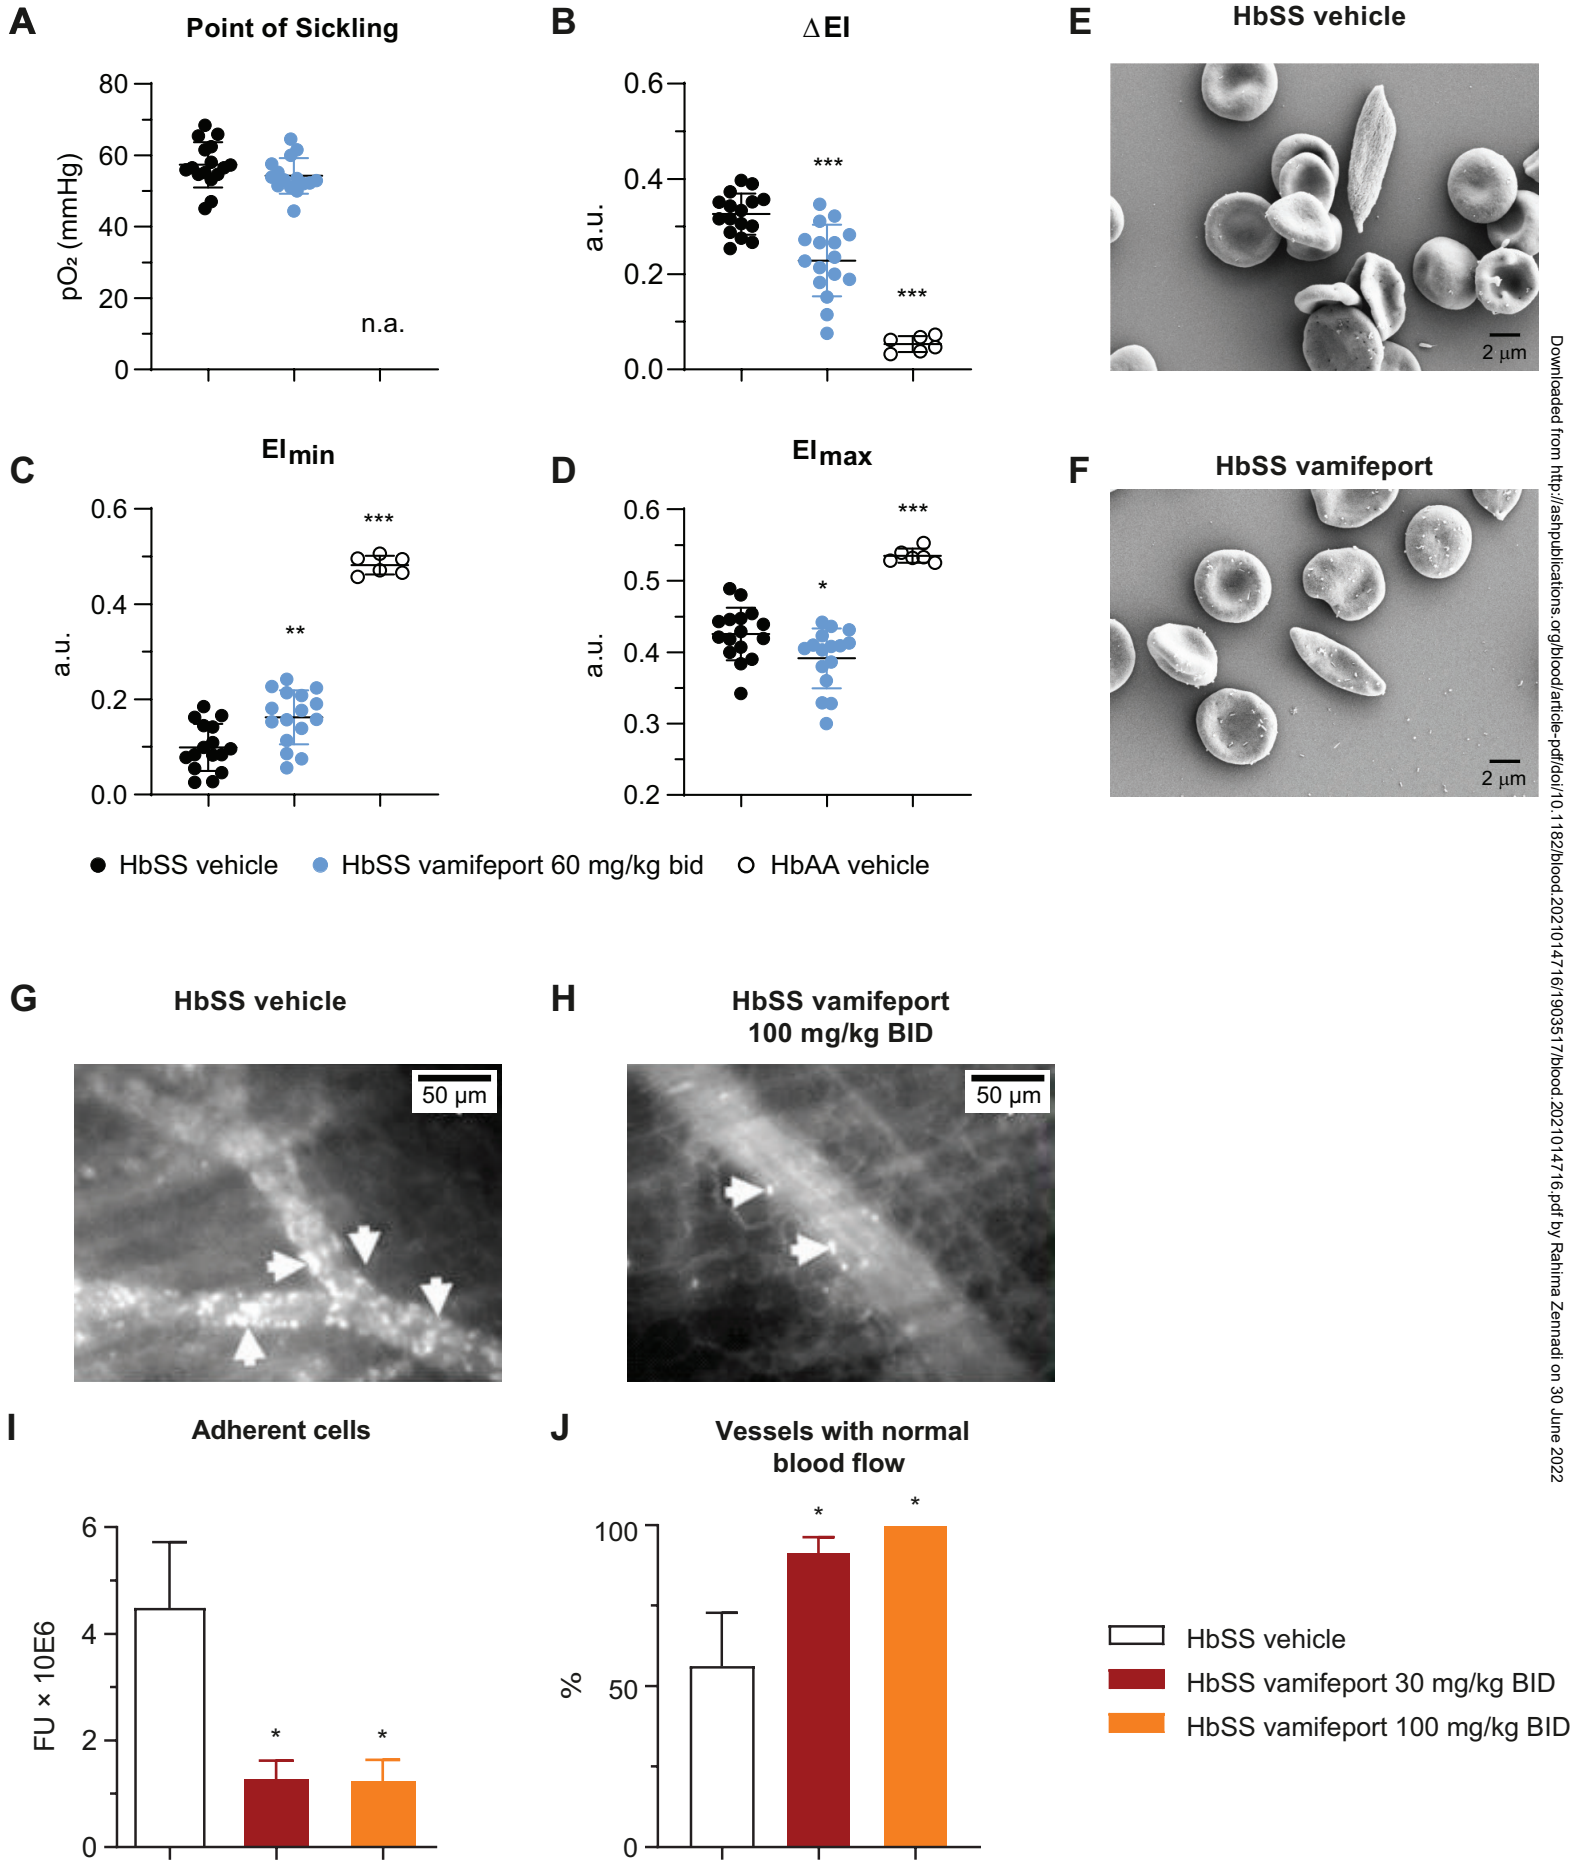 A
Point of Sickling
80
60
40
20
0
pO₂ (mmHg)
n.a.
B
ΔEI
0.6
0.4
0.2
0.0
a.u.
***
***
E
HbSS vehicle
2 µm
C
EImin
0.6
0.4
0.2
0.0
a.u.
**
***
D
EImax
0.6
0.5
0.4
0.3
0.2
a.u.
*
***
F
HbSS vamifeport
2 µm
HbSS vehicle
HbSS vamifeport 60 mg/kg bid
HbAA vehicle
G
HbSS vehicle
50 µm
H
HbSS vamifeport
100 mg/kg BID
50 µm
I
Adherent cells
6
4
2
0
FU × 10E6
*
*
J
Vessels with normal
blood flow
100
50
0
%
*
*
HbSS vehicle
HbSS vamifeport 30 mg/kg BID
HbSS vamifeport 100 mg/kg BID
Downloaded from http://ashpublications.org/blood/article-pdf/doi/10.1182/blood.2021014716/1903517/blood.2021014716.pdf by Rahima Zennadi on 30 June 2022